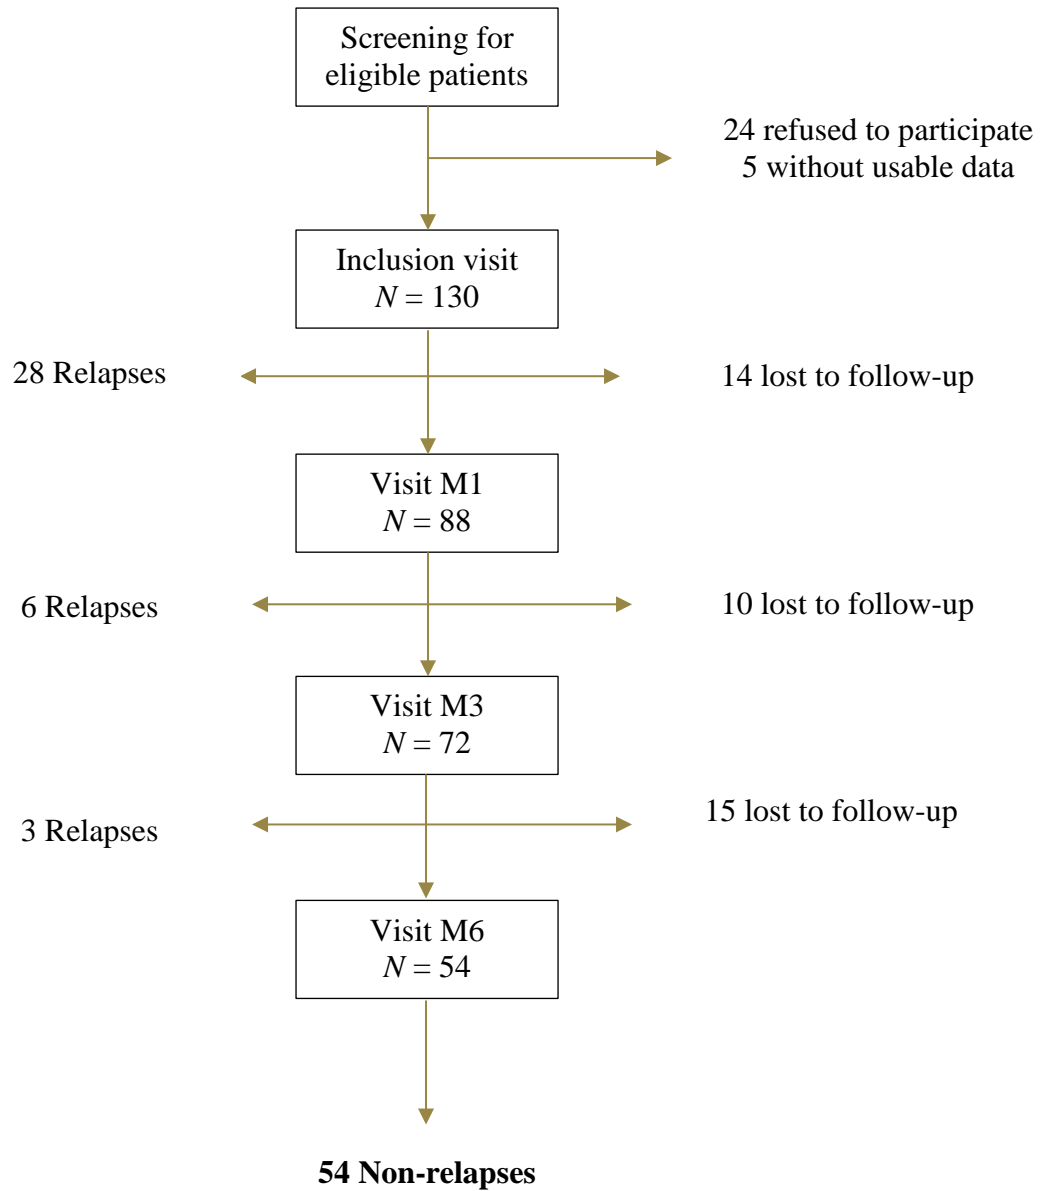 Screening for
eligible patients
24 refused to participate
5 without usable data
Inclusion visit
N = 130
28 Relapses
14 lost to follow-up
Visit M1
N = 88
6 Relapses
10 lost to follow-up
Visit M3
N = 72
3 Relapses
15 lost to follow-up
Visit M6
N = 54
54 Non-relapses